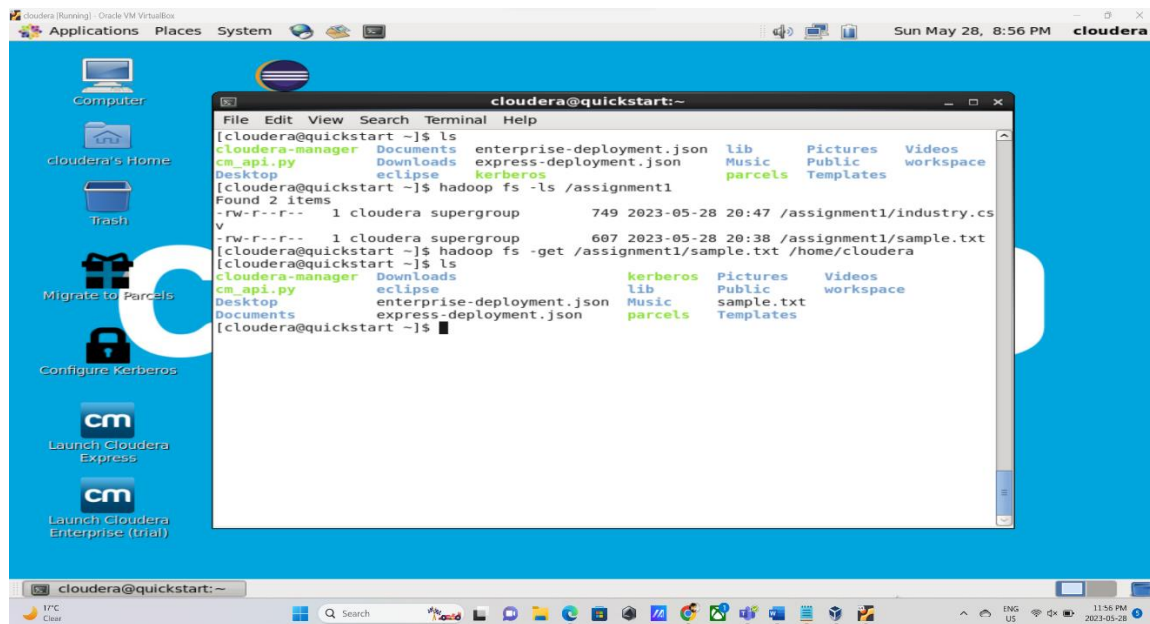 cloudera [Running] - Oracle VM VirtualBox
Applications Places System Sun May 28, 8:56 PM cloudera
Computer
cloudera's Home
Trash
Migrate to Parcels
Configure Kerberos
cm
Launch Cloudera
Express
cm
Launch Cloudera
Enterprise (trial)
cloudera@quickstart:~
File Edit View Search Terminal Help
[cloudera@quickstart ~]$ ls
cloudera-manager Documents enterprise-deployment.json lib Pictures Videos
cm_api.py Downloads express-deployment.json Music Public workspace
Desktop eclipse kerberos parcels Templates
[cloudera@quickstart ~]$ hadoop fs -ls /assignment1
Found 2 items
-rw-r--r-- 1 cloudera supergroup 749 2023-05-28 20:47 /assignment1/industry.cs
v
-rw-r--r-- 1 cloudera supergroup 607 2023-05-28 20:38 /assignment1/sample.txt
[cloudera@quickstart ~]$ hadoop fs -get /assignment1/sample.txt /home/cloudera
[cloudera@quickstart ~]$ ls
cloudera-manager Downloads kerberos Pictures Videos
cm_api.py eclipse lib Public workspace
Desktop enterprise-deployment.json Music sample.txt
Documents express-deployment.json parcels Templates
[cloudera@quickstart ~]$
cloudera@quickstart:~
17°C
Clear
Search
ENG
US
11:56 PM
2023-05-28
5